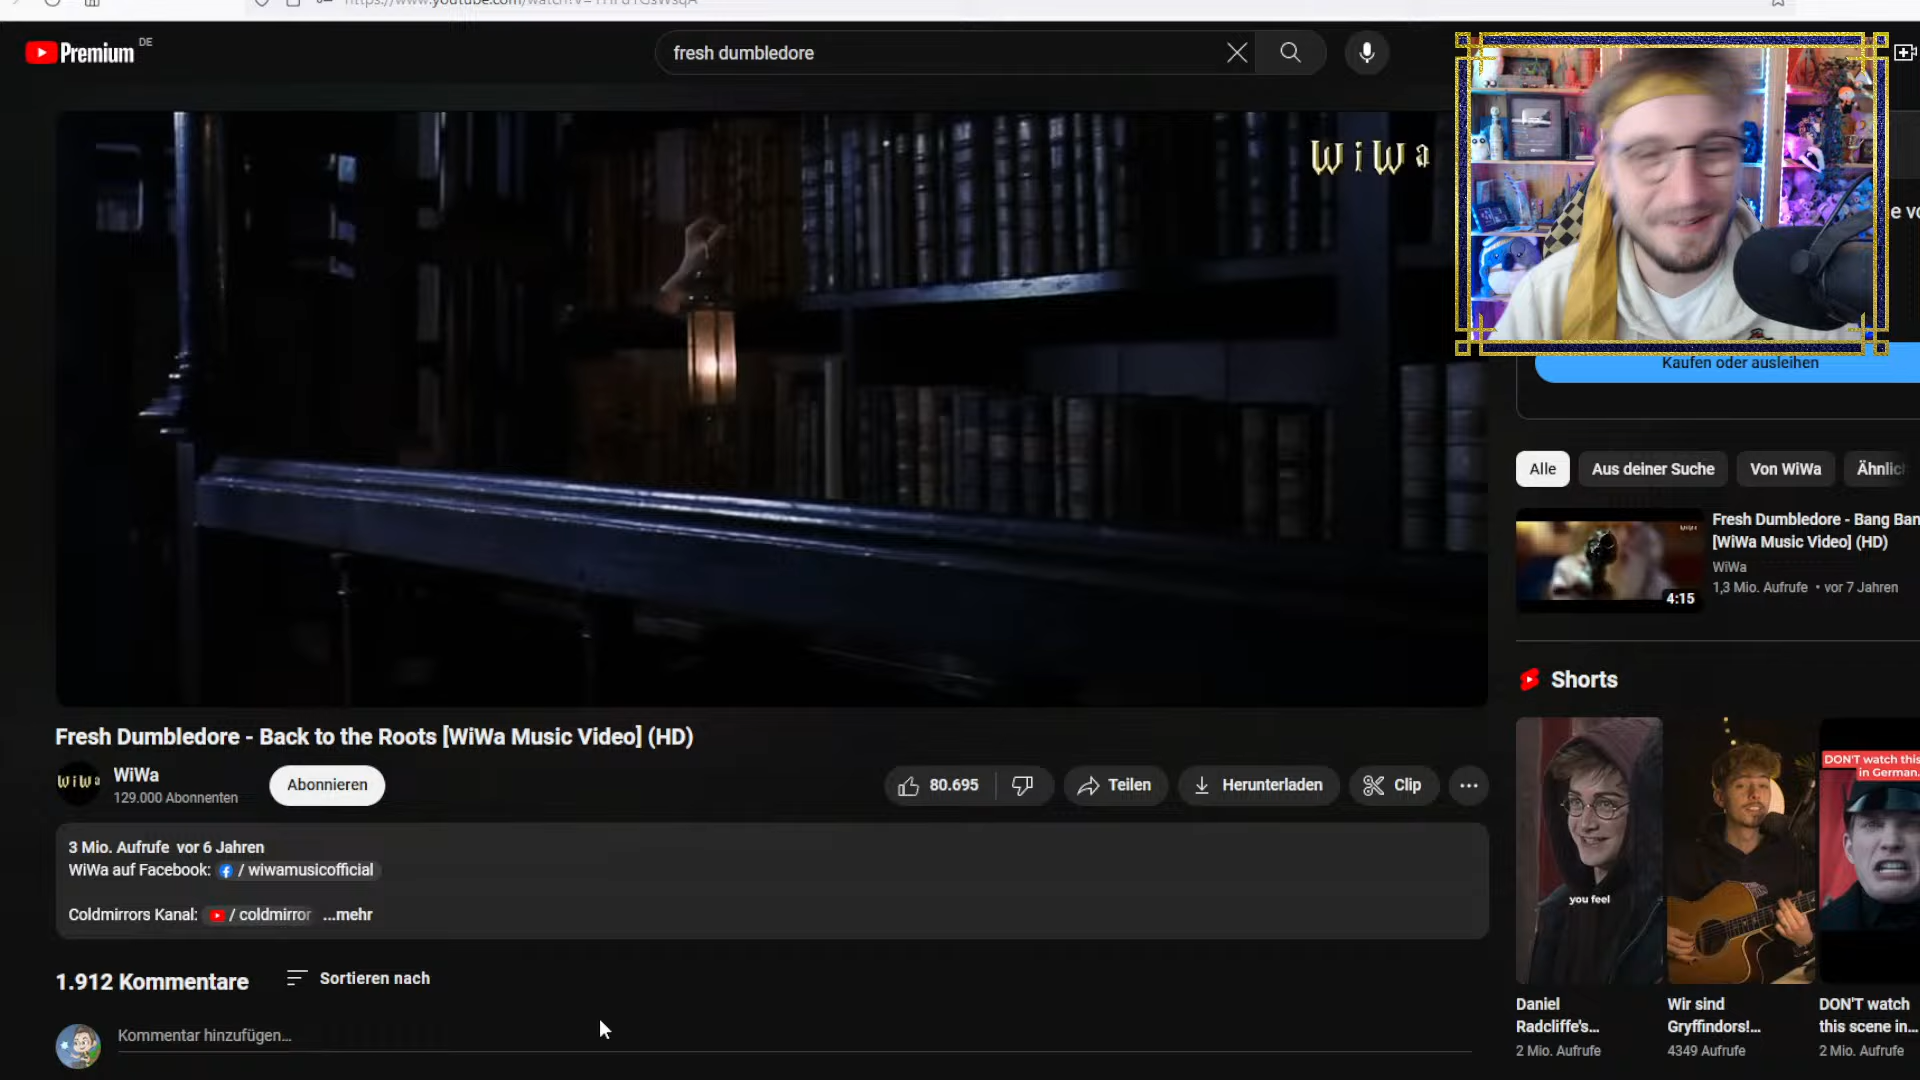 Premium DE
fresh dumbledore
WiWa
Kaufen oder ausleihen
Alle
Aus deiner Suche
Von WiWa
Fresh Dumbledore - Bang Ban
[WiWa Music Video] (HD)
WiWa
1,3 Mio. Aufrufe • vor 7 Jahren
4:15
Shorts
Fresh Dumbledore - Back to the Roots [WiWa Music Video] (HD)
WiWa
WiWa
129.000 Abonnenten
Abonnieren
80.695
Teilen
Herunterladen
Clip
3 Mio. Aufrufe vor 6 Jahren
WiWa auf Facebook: / wiwamusicofficial
Coldmirrors Kanal: / coldmirror ...mehr
1.912 Kommentare
Sortieren nach
Kommentar hinzufügen...
you feel
DON'T watch this
in German.
Daniel
Radcliffe's...
2 Mio. Aufrufe
Wir sind
Gryffindors!...
4349 Aufrufe
DON'T watch
this scene in...
2 Mio. Aufrufe